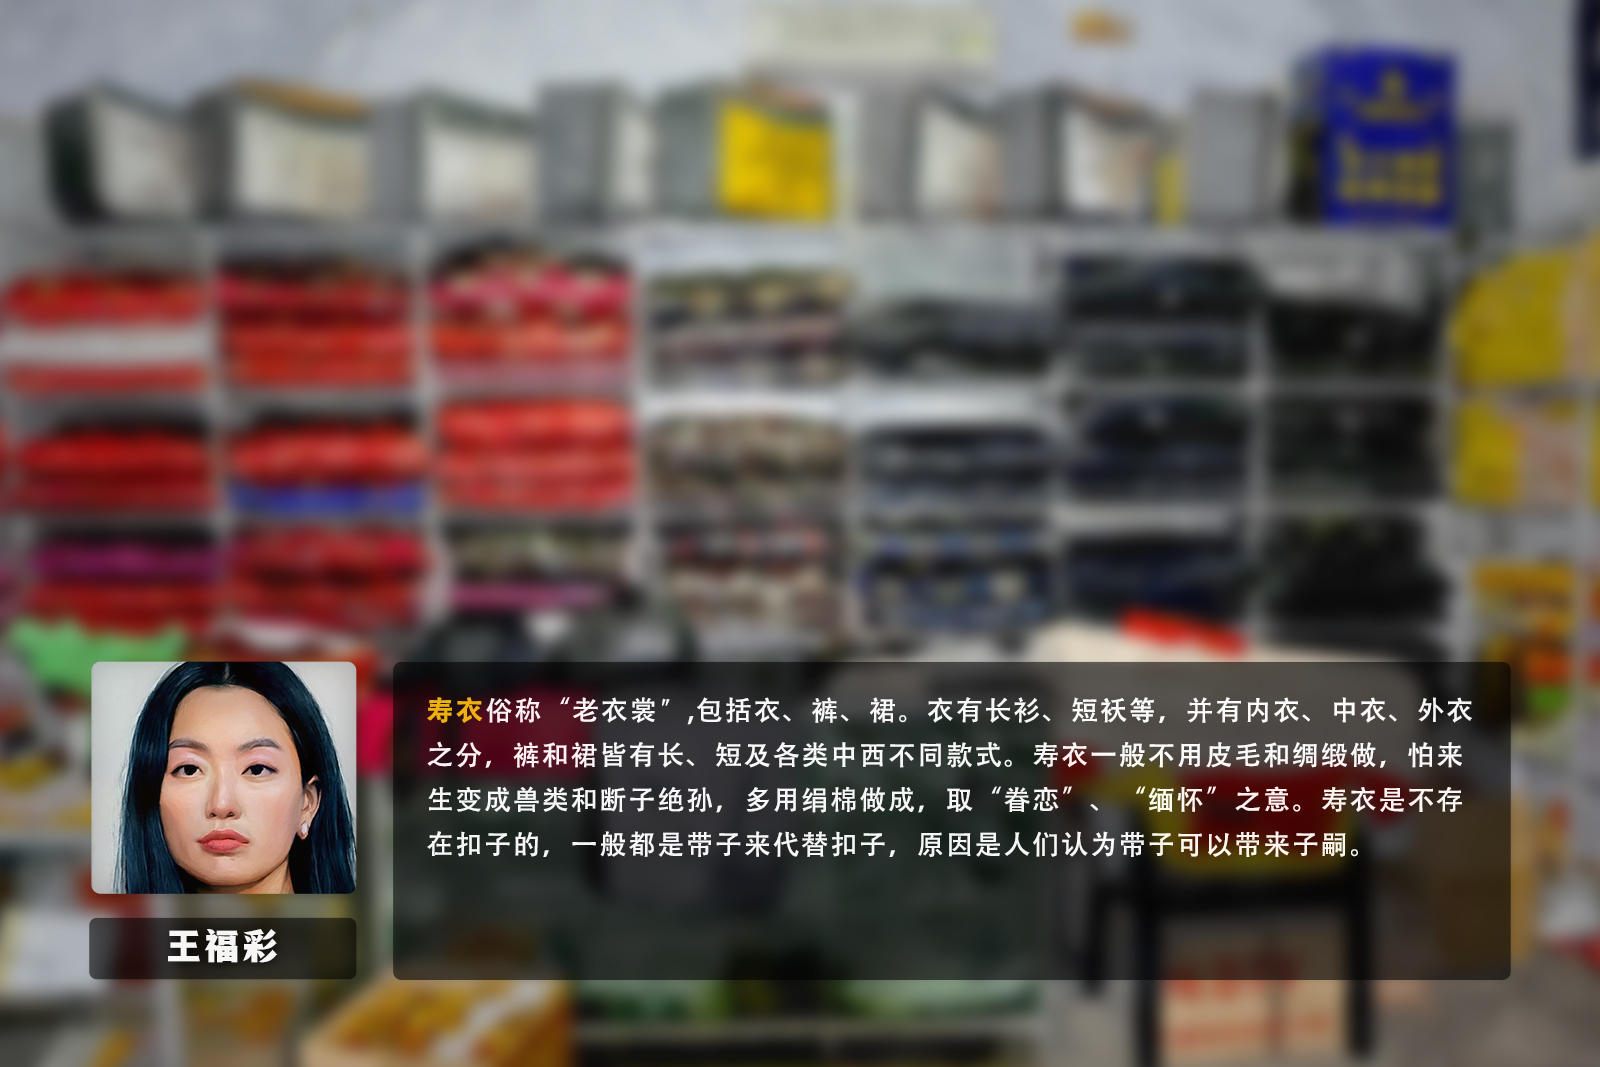 寿衣俗称“老衣裳”,包括衣、裤、裙。衣有长衫、短袄等，并有内衣、中衣、外衣
之分，裤和裙皆有长、短及各类中西不同款式。寿衣一般不用皮毛和绸缎做，怕来
生变成兽类和断子绝孙，多用绢棉做成，取“眷恋”、“缅怀”之意。寿衣是不存
在扣子的，一般都是带子来代替扣子，原因是人们认为带子可以带来子嗣。
王福彩